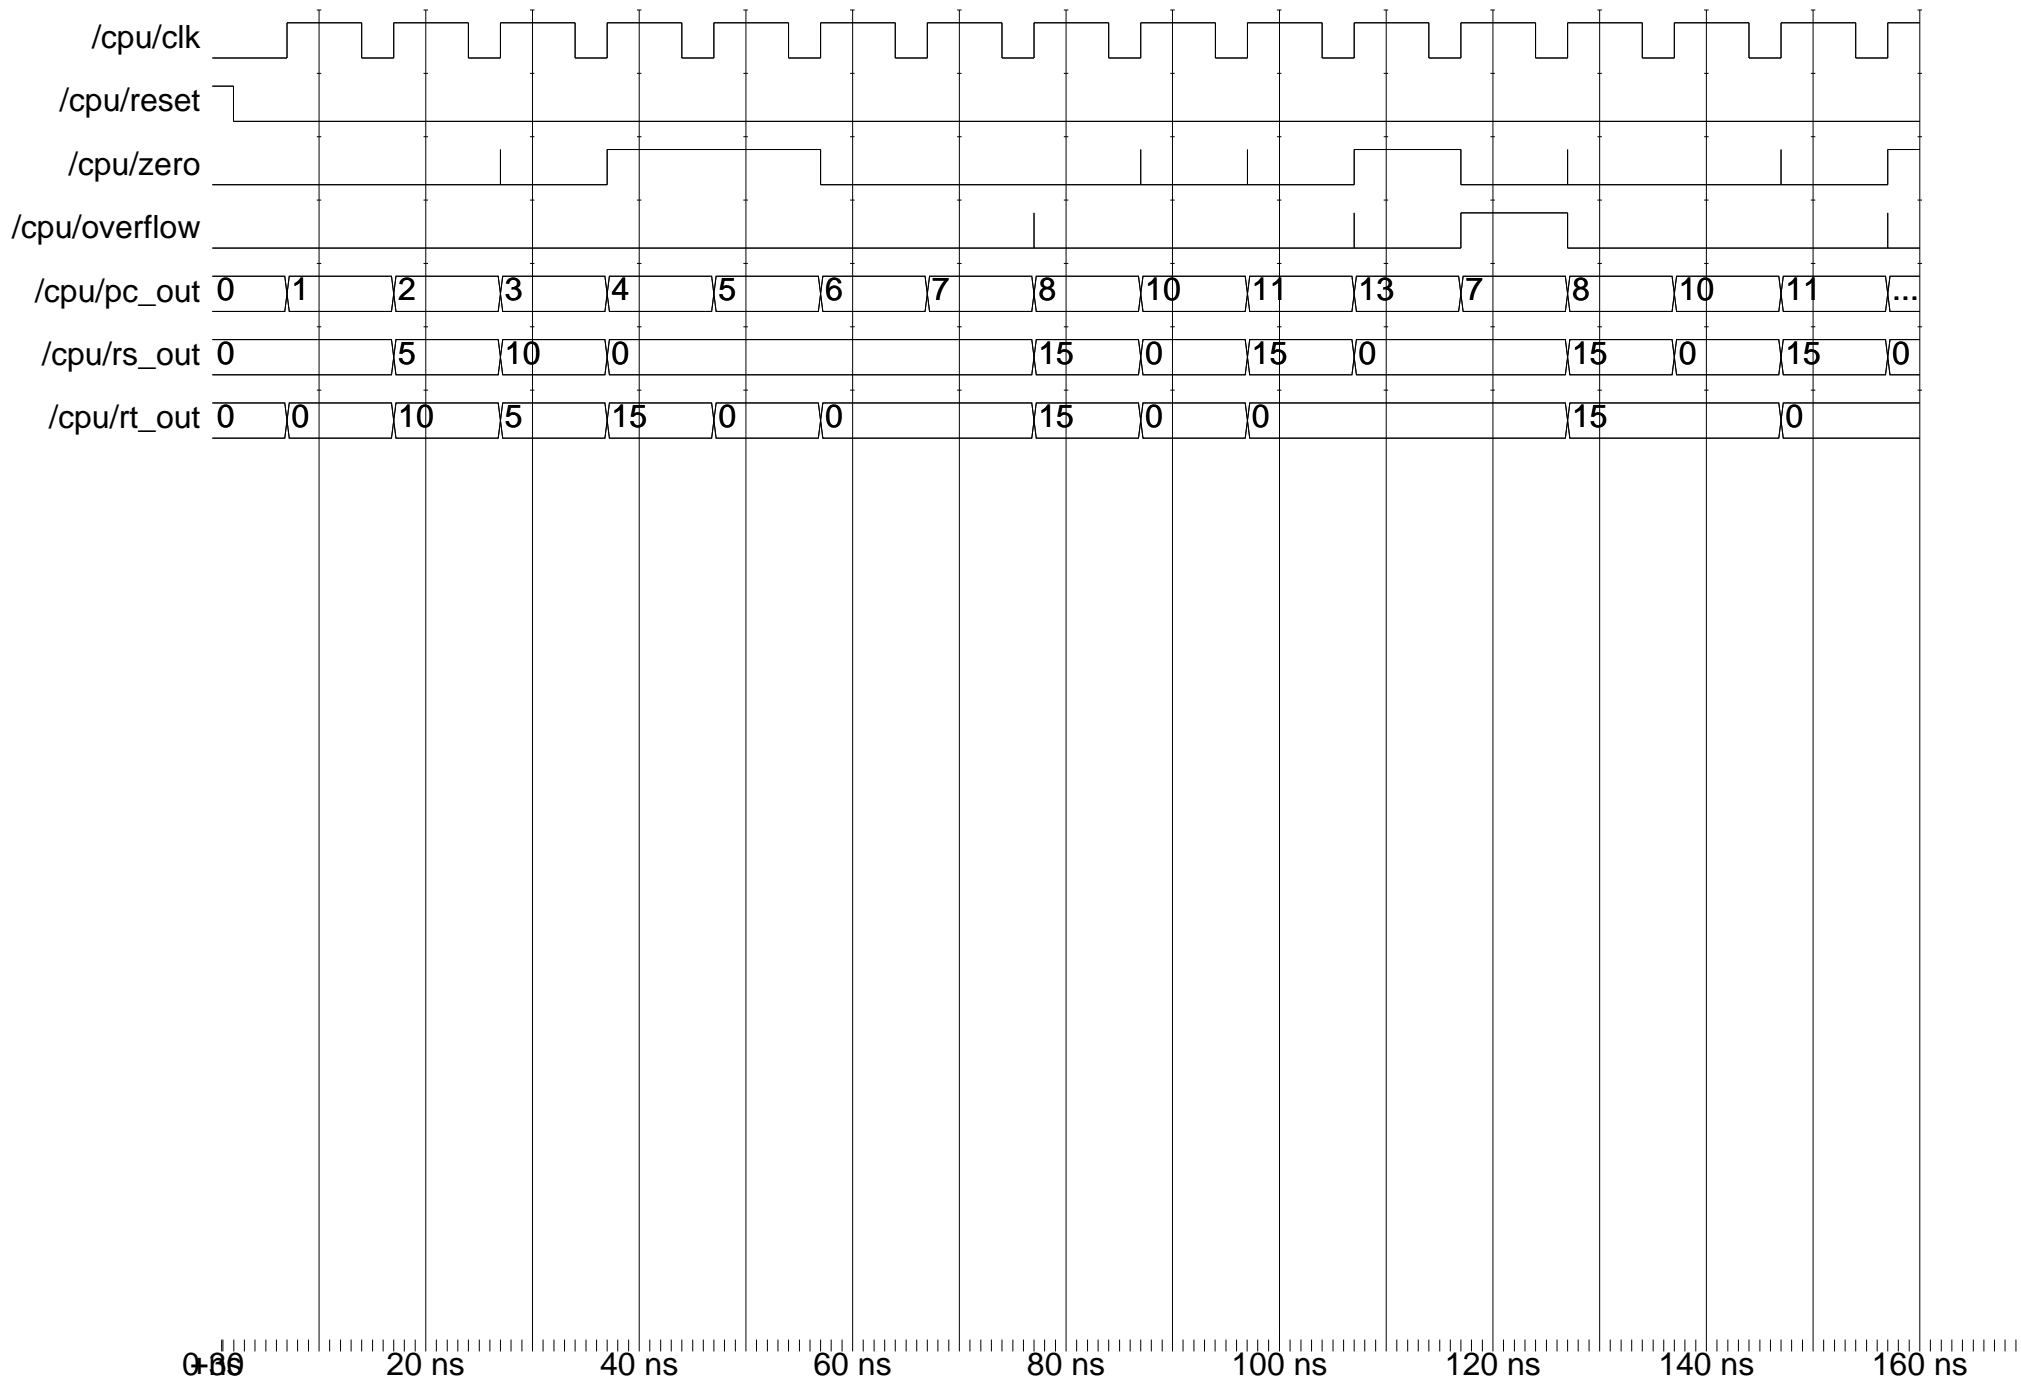 /cpu/clk
/cpu/reset
/cpu/zero
/cpu/overflow
/cpu/pc_out 0 1 2 3 4 5 6 7 8 10 11 13 7 8 10 11 ...
/cpu/rs_out 0 5 10 0 15 0 15 0 15 0 15 0
/cpu/rt_out 0 0 10 5 15 0 0 15 0 0 15 0
20 ns 40 ns 60 ns 80 ns 100 ns 120 ns 140 ns 160 ns